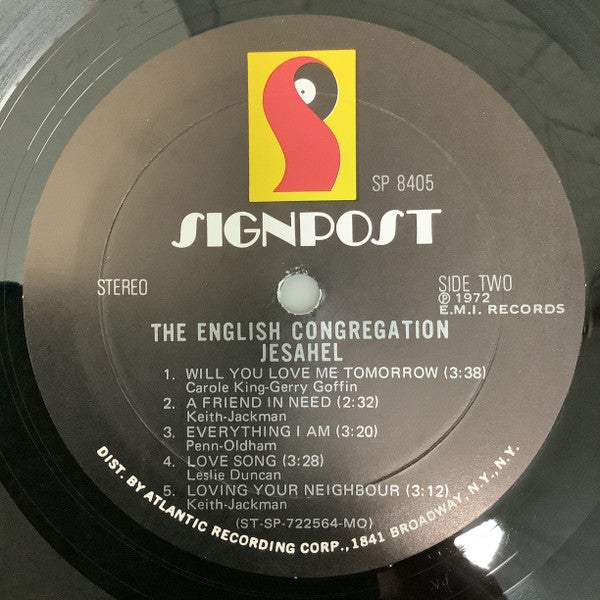 SP 8405
SIGNPOST
STEREO
SIDE TWO
℗ 1972
E.M.I. RECORDS
THE ENGLISH CONGREGATION
JESAHEL
1. WILL YOU LOVE ME TOMORROW (3:38)
Carole King-Gerry Goffin
2. A FRIEND IN NEED (2:32)
Keith-Jackman
3. EVERYTHING I AM (3:20)
Penn-Oldham
4. LOVE SONG (3:28)
Leslie Duncan
5. LOVING YOUR NEIGHBOUR (3:12)
Keith-Jackman
(ST-SP-722564-MO)
DIST. BY ATLANTIC RECORDING CORP., 1841 BROADWAY, N.Y., N.Y.